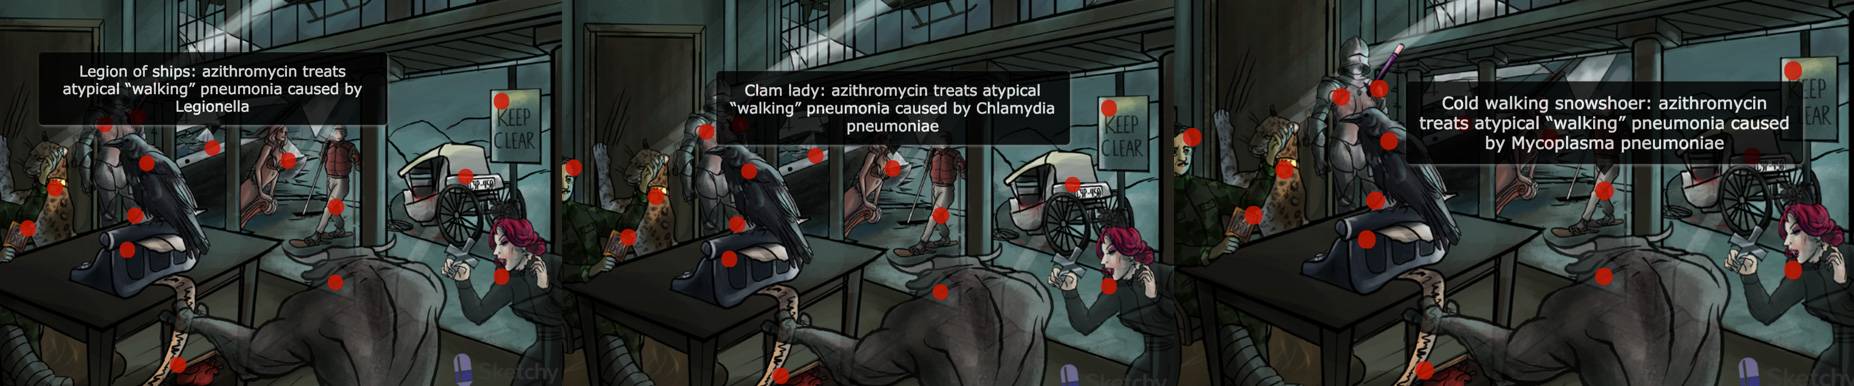 Legion of ships: azithromycin treats
atypical “walking” pneumonia caused by
Legionella
KEEP
CLEAR
Sketchy
Clam lady: azithromycin treats atypical
“walking” pneumonia caused by Chlamydia
pneumoniae
KEEP
CLEAR
Sketchy
Cold walking snowshoer: azithromycin
treats atypical “walking” pneumonia caused
by Mycoplasma pneumoniae
KEEP
CLEAR
Sketchy